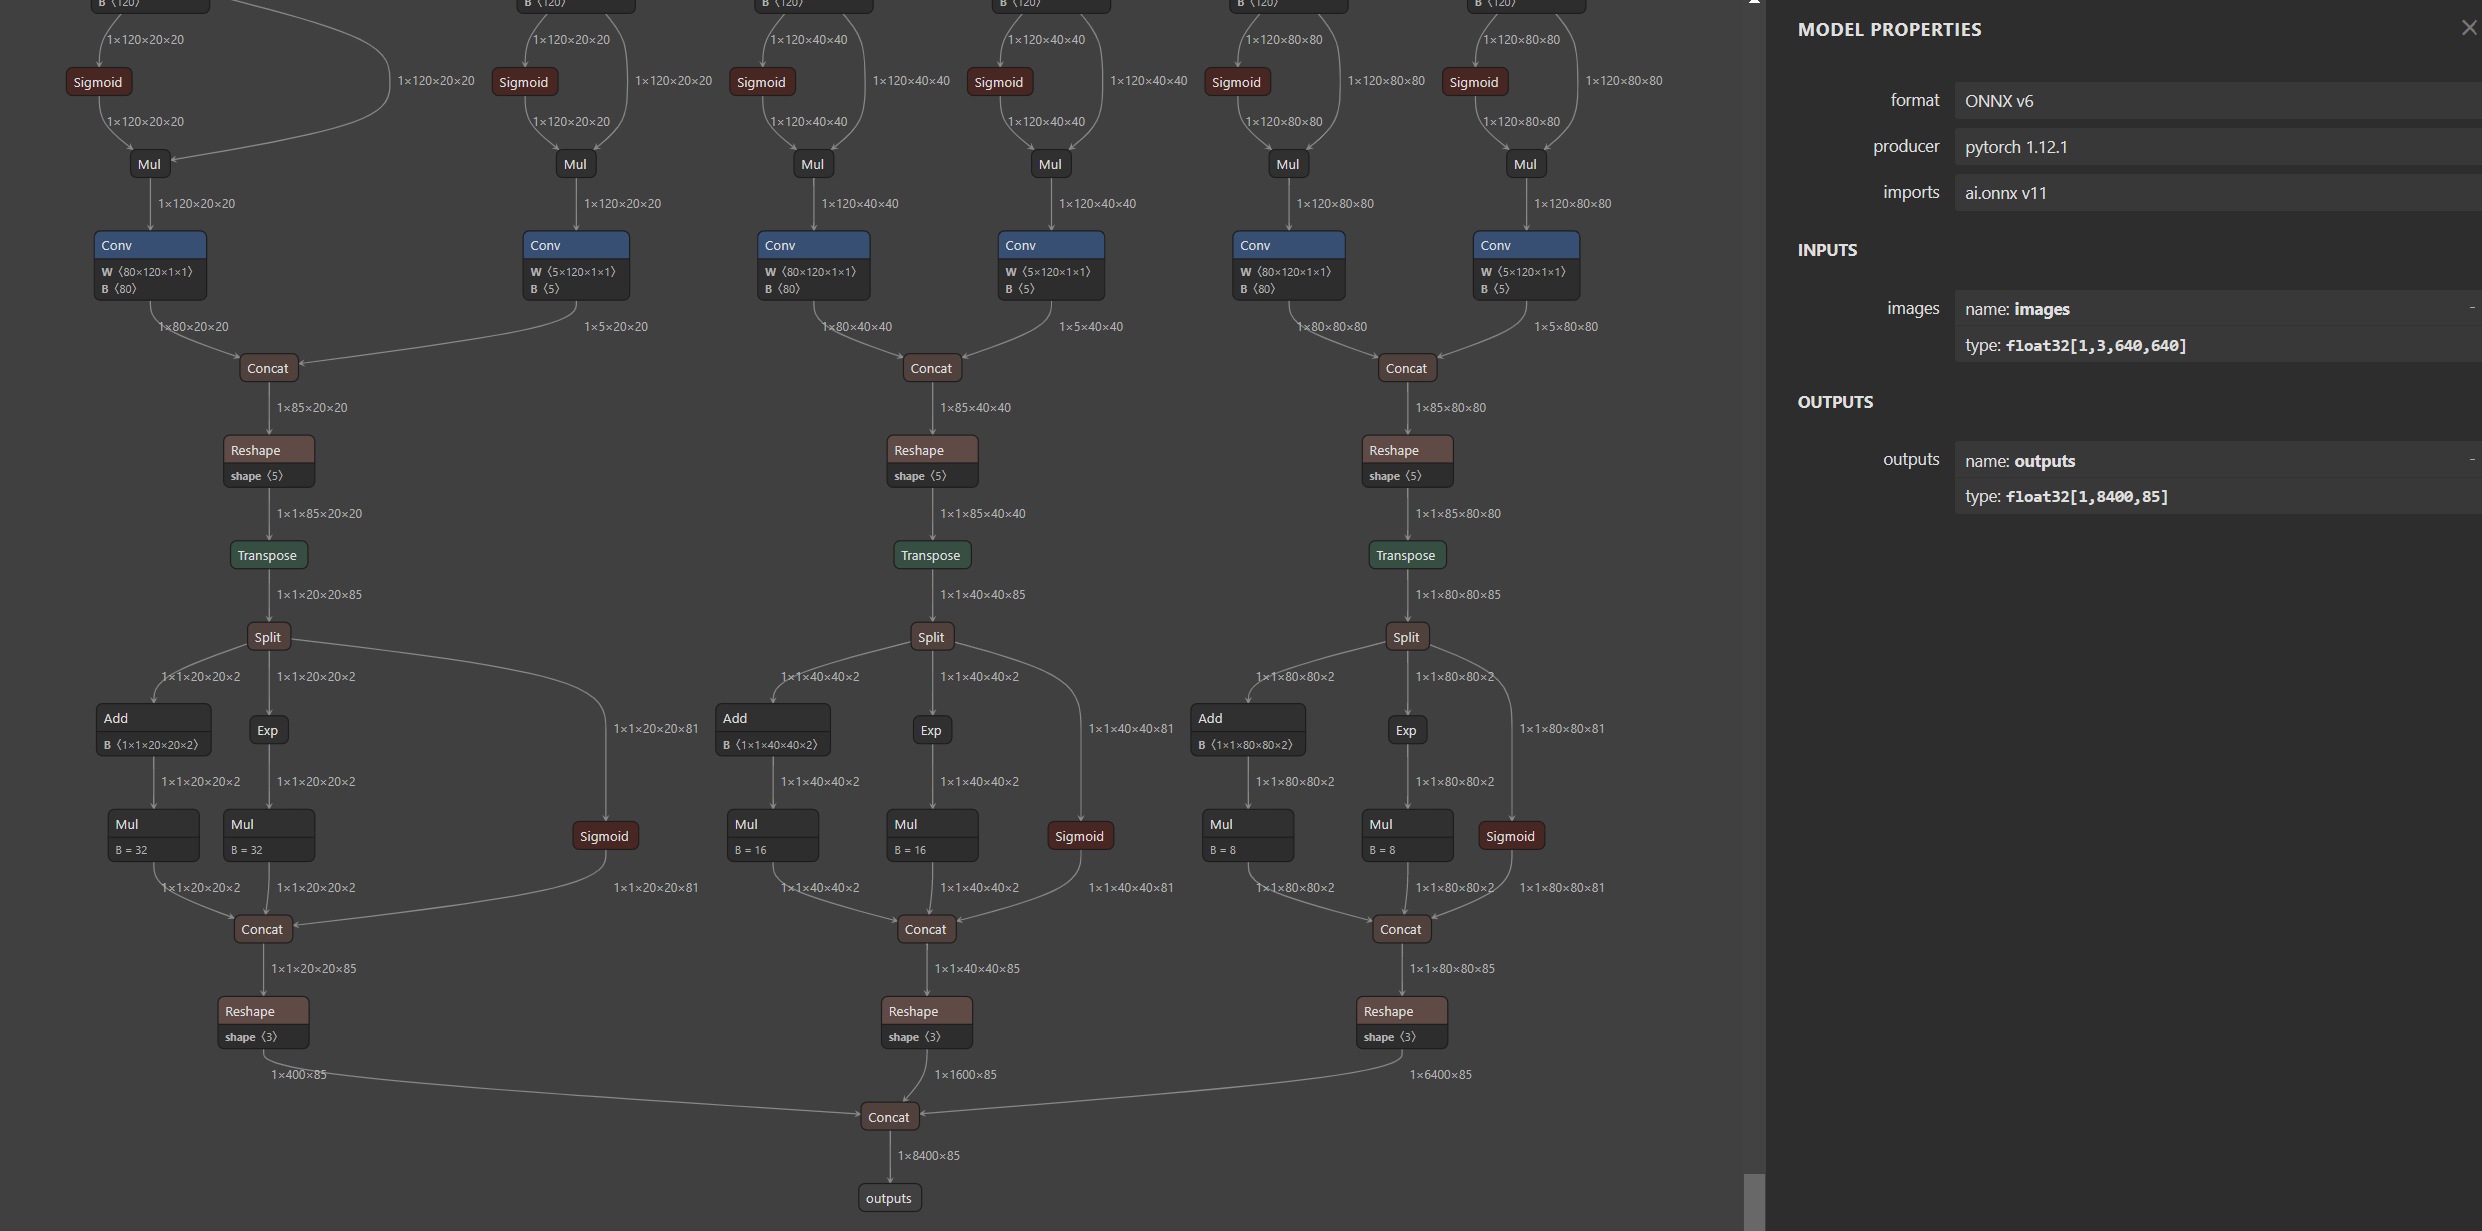 B ⟨120⟩ B ⟨120⟩ B ⟨120⟩ B ⟨120⟩ B ⟨120⟩ B ⟨120⟩
1×120×20×20 1×120×20×20 1×120×40×40 1×120×40×40 1×120×80×80 1×120×80×80
Sigmoid 1×120×20×20 Sigmoid 1×120×20×20 Sigmoid 1×120×40×40 Sigmoid 1×120×40×40 Sigmoid 1×120×80×80 Sigmoid 1×120×80×80
1×120×20×20 1×120×20×20 1×120×40×40 1×120×40×40 1×120×80×80 1×120×80×80
Mul Mul Mul Mul Mul Mul
1×120×20×20 1×120×20×20 1×120×40×40 1×120×40×40 1×120×80×80 1×120×80×80
Conv Conv Conv Conv Conv Conv
W ⟨80×120×1×1⟩ W ⟨5×120×1×1⟩ W ⟨80×120×1×1⟩ W ⟨5×120×1×1⟩ W ⟨80×120×1×1⟩ W ⟨5×120×1×1⟩
B ⟨80⟩ B ⟨5⟩ B ⟨80⟩ B ⟨5⟩ B ⟨80⟩ B ⟨5⟩
1×80×20×20 1×5×20×20 1×80×40×40 1×5×40×40 1×80×80×80 1×5×80×80
Concat Concat Concat
1×85×20×20 1×85×40×40 1×85×80×80
Reshape Reshape Reshape
shape ⟨5⟩ shape ⟨5⟩ shape ⟨5⟩
1×1×85×20×20 1×1×85×40×40 1×1×85×80×80
Transpose Transpose Transpose
1×1×20×20×85 1×1×40×40×85 1×1×80×80×85
Split Split Split
1×1×20×20×2 1×1×20×20×2 1×1×40×40×2 1×1×40×40×2 1×1×80×80×2 1×1×80×80×2
Add Exp 1×1×20×20×81 Add Exp 1×1×40×40×81 Add Exp 1×1×80×80×81
B ⟨1×1×20×20×2⟩ B ⟨1×1×40×40×2⟩ B ⟨1×1×80×80×2⟩
1×1×20×20×2 1×1×20×20×2 1×1×40×40×2 1×1×40×40×2 1×1×80×80×2 1×1×80×80×2
Mul Mul Sigmoid Mul Mul Sigmoid Mul Mul Sigmoid
B = 32 B = 32 B = 16 B = 16 B = 8 B = 8
1×1×20×20×2 1×1×20×20×2 1×1×20×20×81 1×1×40×40×2 1×1×40×40×2 1×1×40×40×81 1×1×80×80×2 1×1×80×80×2 1×1×80×80×81
Concat Concat Concat
1×1×20×20×85 1×1×40×40×85 1×1×80×80×85
Reshape Reshape Reshape
shape ⟨3⟩ shape ⟨3⟩ shape ⟨3⟩
1×400×85 1×1600×85 1×6400×85
Concat
1×8400×85
outputs
MODEL PROPERTIES
format ONNX v6
producer pytorch 1.12.1
imports ai.onnx v11
INPUTS
images name: images -
type: float32[1,3,640,640]
OUTPUTS
outputs name: outputs -
type: float32[1,8400,85]